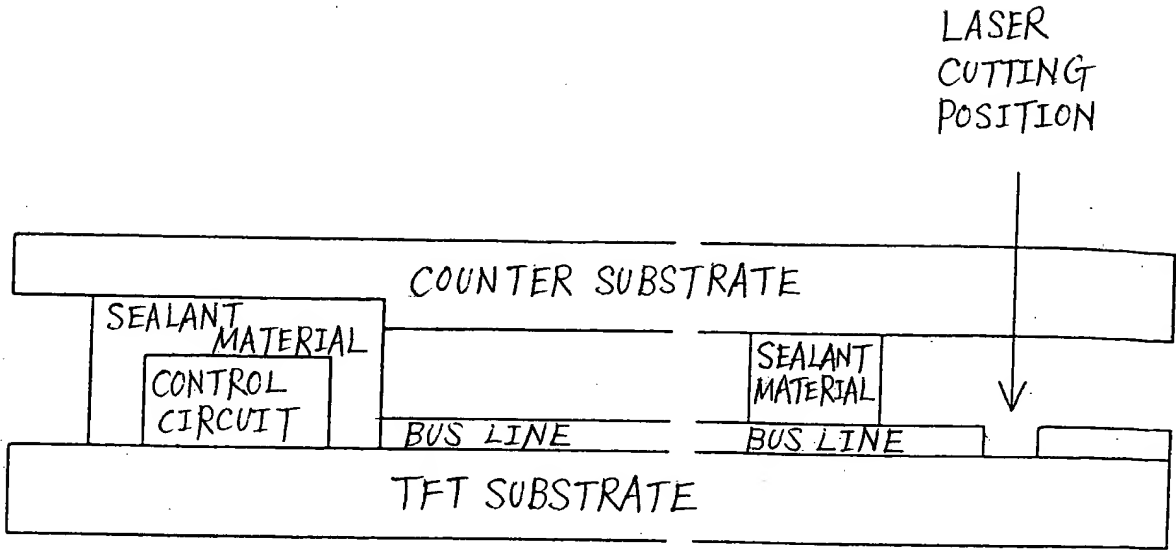 LASER
CUTTING
POSITION
COUNTER SUBSTRATE
SEALANT
MATERIAL
CONTROL
CIRCUIT
SEALANT
MATERIAL
BUS LINE
BUS LINE
TFT SUBSTRATE